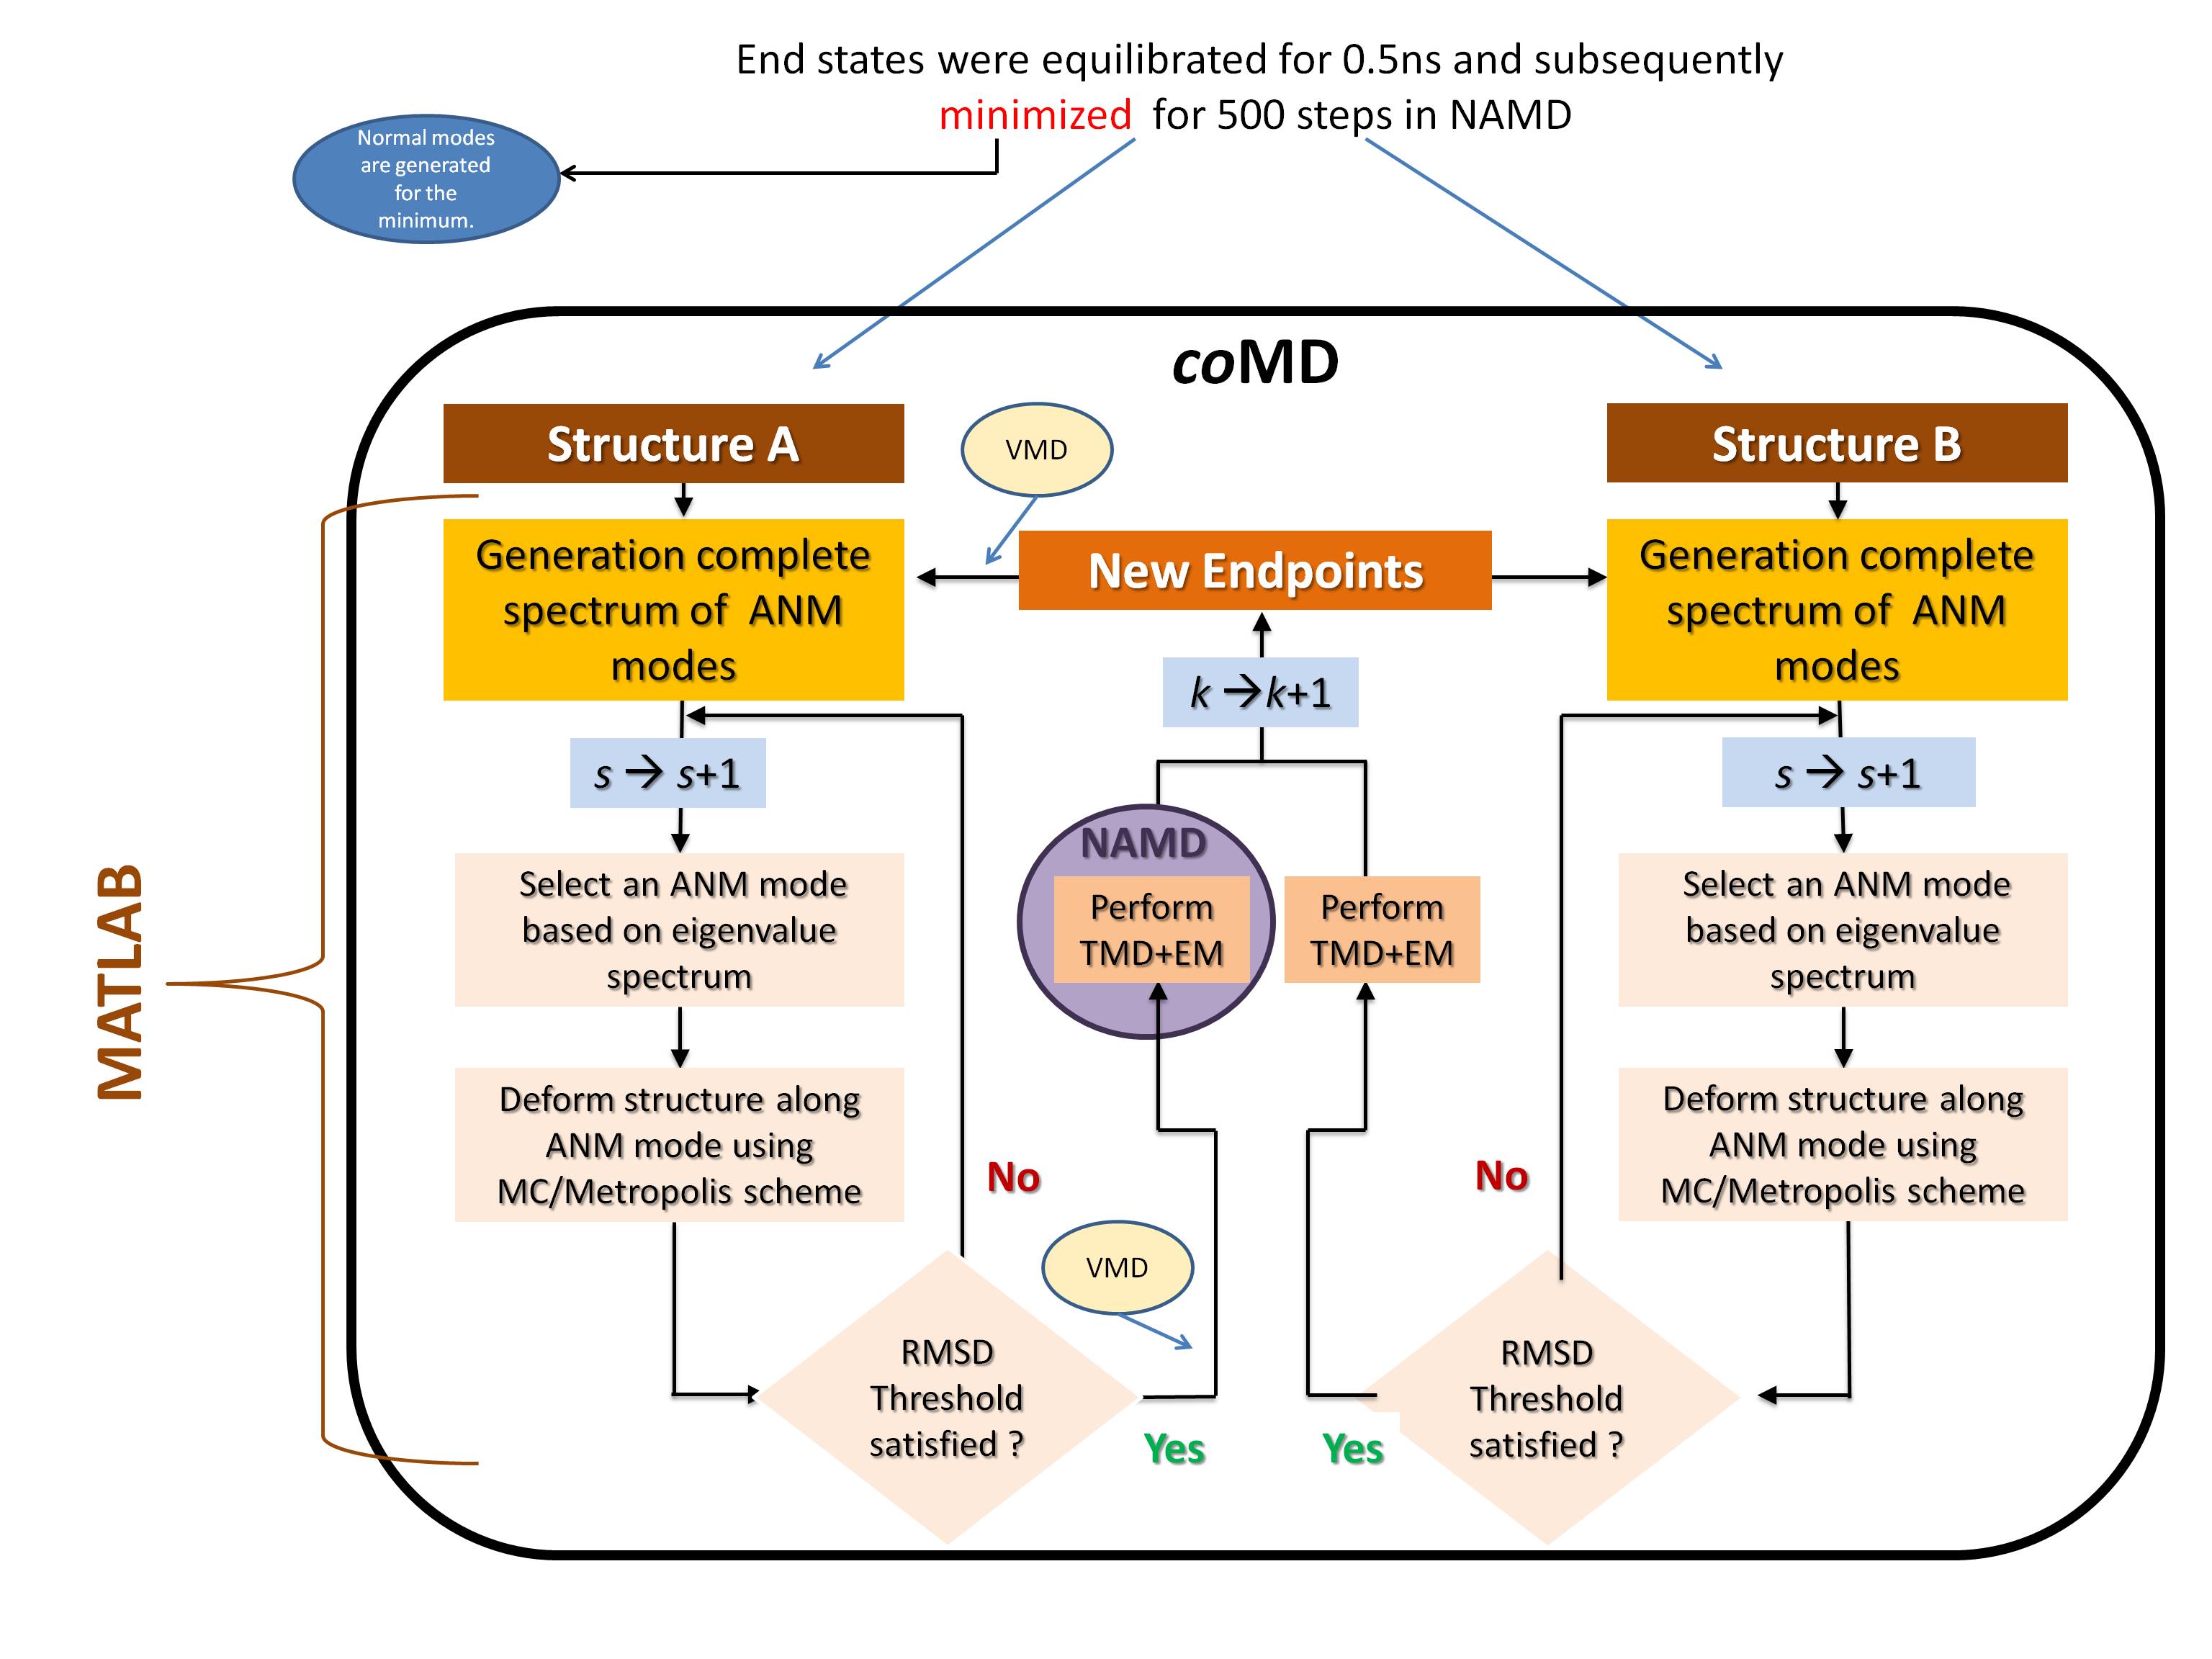 End states were equilibrated for 0.5ns and subsequently
minimized for 500 steps in NAMD
Normal modes
are generated
for the
minimum.
coMD
Structure A
VMD
Structure B
Generation complete
spectrum of ANM
modes
New Endpoints
Generation complete
spectrum of ANM
modes
k →k+1
s → s+1
s → s+1
MATLAB
Select an ANM mode
based on eigenvalue
spectrum
NAMD
Perform
TMD+EM
Perform
TMD+EM
Select an ANM mode
based on eigenvalue
spectrum
Deform structure along
ANM mode using
MC/Metropolis scheme
No
No
Deform structure along
ANM mode using
MC/Metropolis scheme
VMD
RMSD
Threshold
satisfied ?
Yes
Yes
RMSD
Threshold
satisfied ?